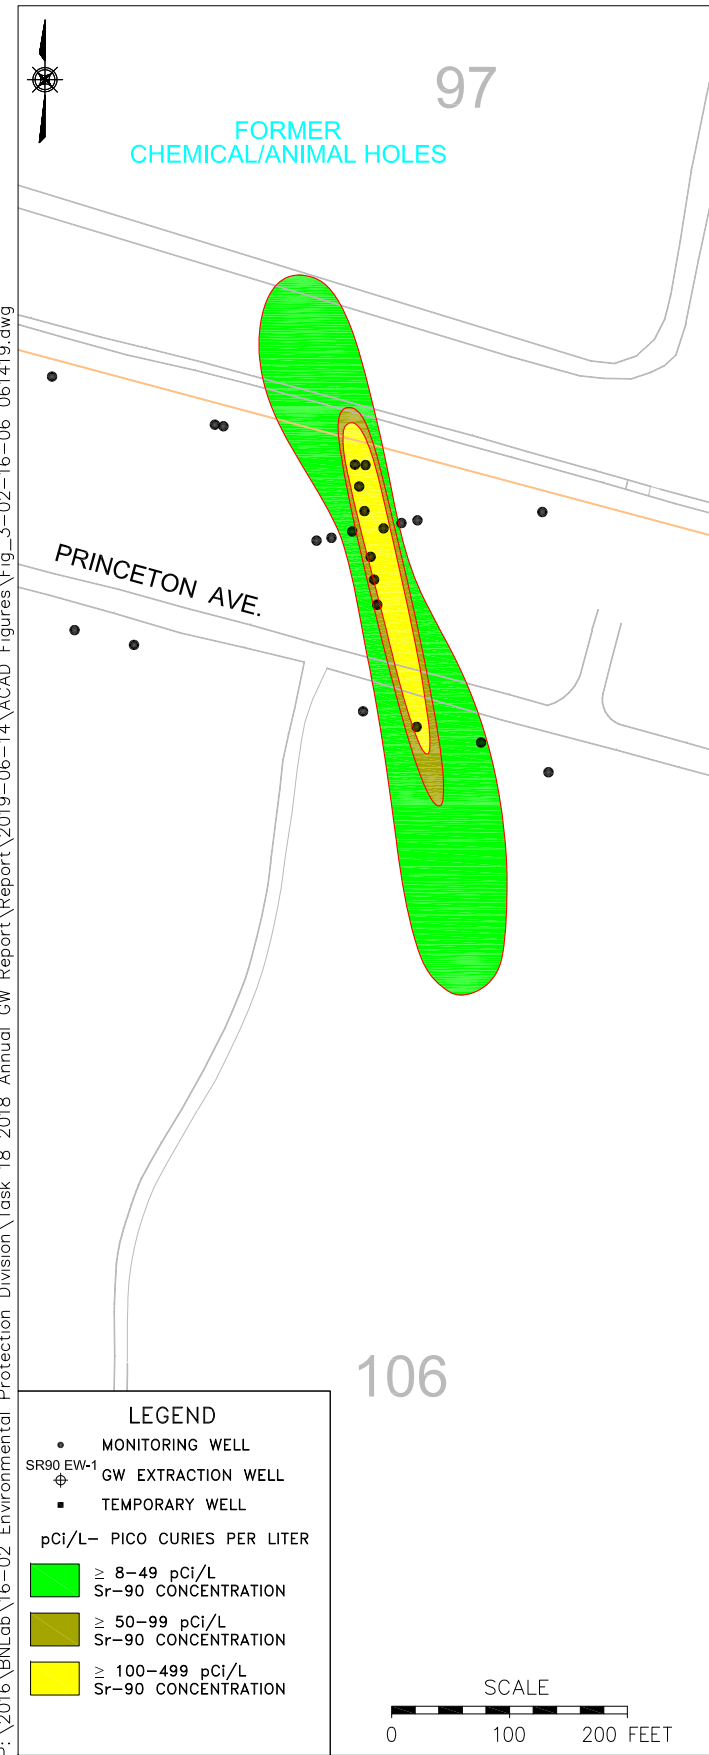 97
FORMER
CHEMICAL/ANIMAL HOLES
PRINCETON AVE.
106
LEGEND
MONITORING WELL
SR90 EW-1
GW EXTRACTION WELL
TEMPORARY WELL
pCi/L- PICO CURIES PER LITER
≥ 8-49 pCi/L
Sr-90 CONCENTRATION
≥ 50-99 pCi/L
Sr-90 CONCENTRATION
≥ 100-499 pCi/L
Sr-90 CONCENTRATION
SCALE
0 100 200 FEET
:\2016\BNLab\16-02 Environmental Protection Division\Task 18 2018 Annual GW Report\Report\2019-06-14\ACAD Figures\Fig_3-02-16-06 061419.dwg